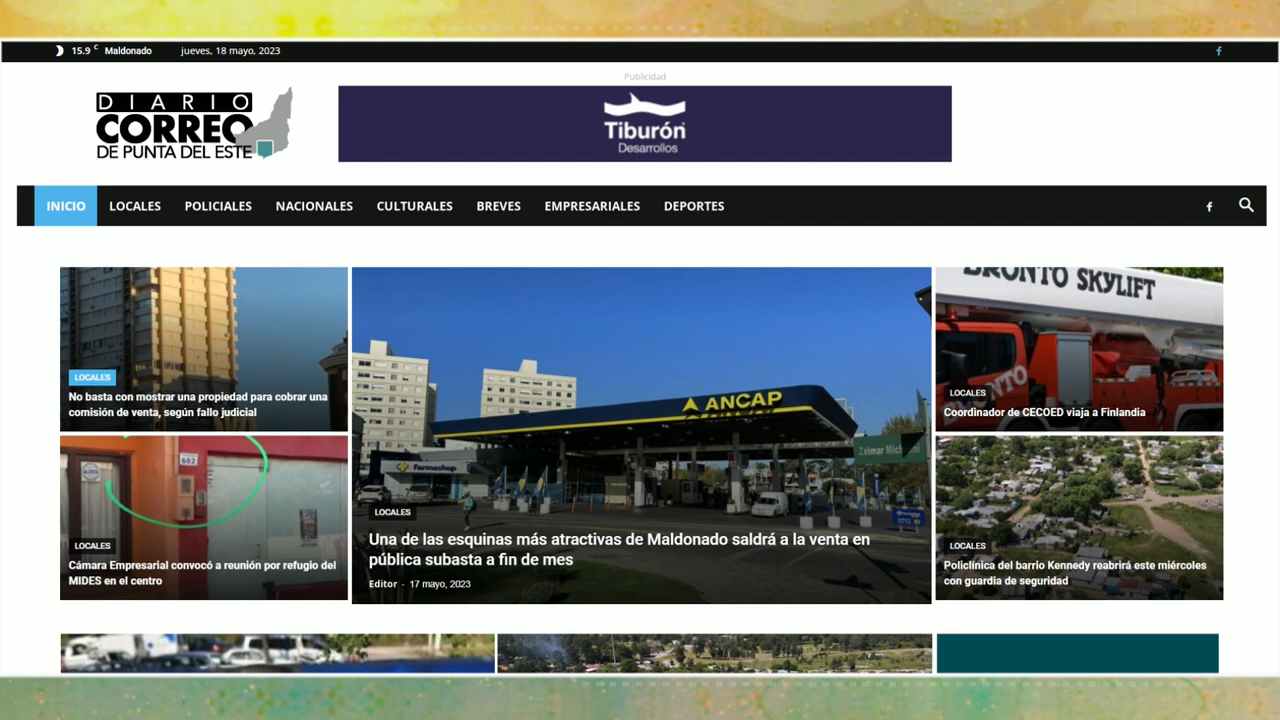 15.9 C Maldonado jueves, 18 mayo, 2023
Publicidad
DIARIO
CORREO
DE PUNTA DEL ESTE
Tiburón
Desarrollos
INICIO LOCALES POLICIALES NACIONALES CULTURALES BREVES EMPRESARIALES DEPORTES
LOCALES
No basta con mostrar una propiedad para cobrar una
comisión de venta, según fallo judicial
682
LOCALES
Cámara Empresarial convocó a reunión por refugio del
MIDES en el centro
ANCAP
farmashop
LOCALES
Una de las esquinas más atractivas de Maldonado saldrá a la venta en
pública subasta a fin de mes
Editor - 17 mayo, 2023
BRONTO SKYLIFT
BRONTO
LOCALES
Coordinador de CECOED viaja a Finlandia
LOCALES
Policlínica del barrio Kennedy reabrirá este miércoles
con guardia de seguridad